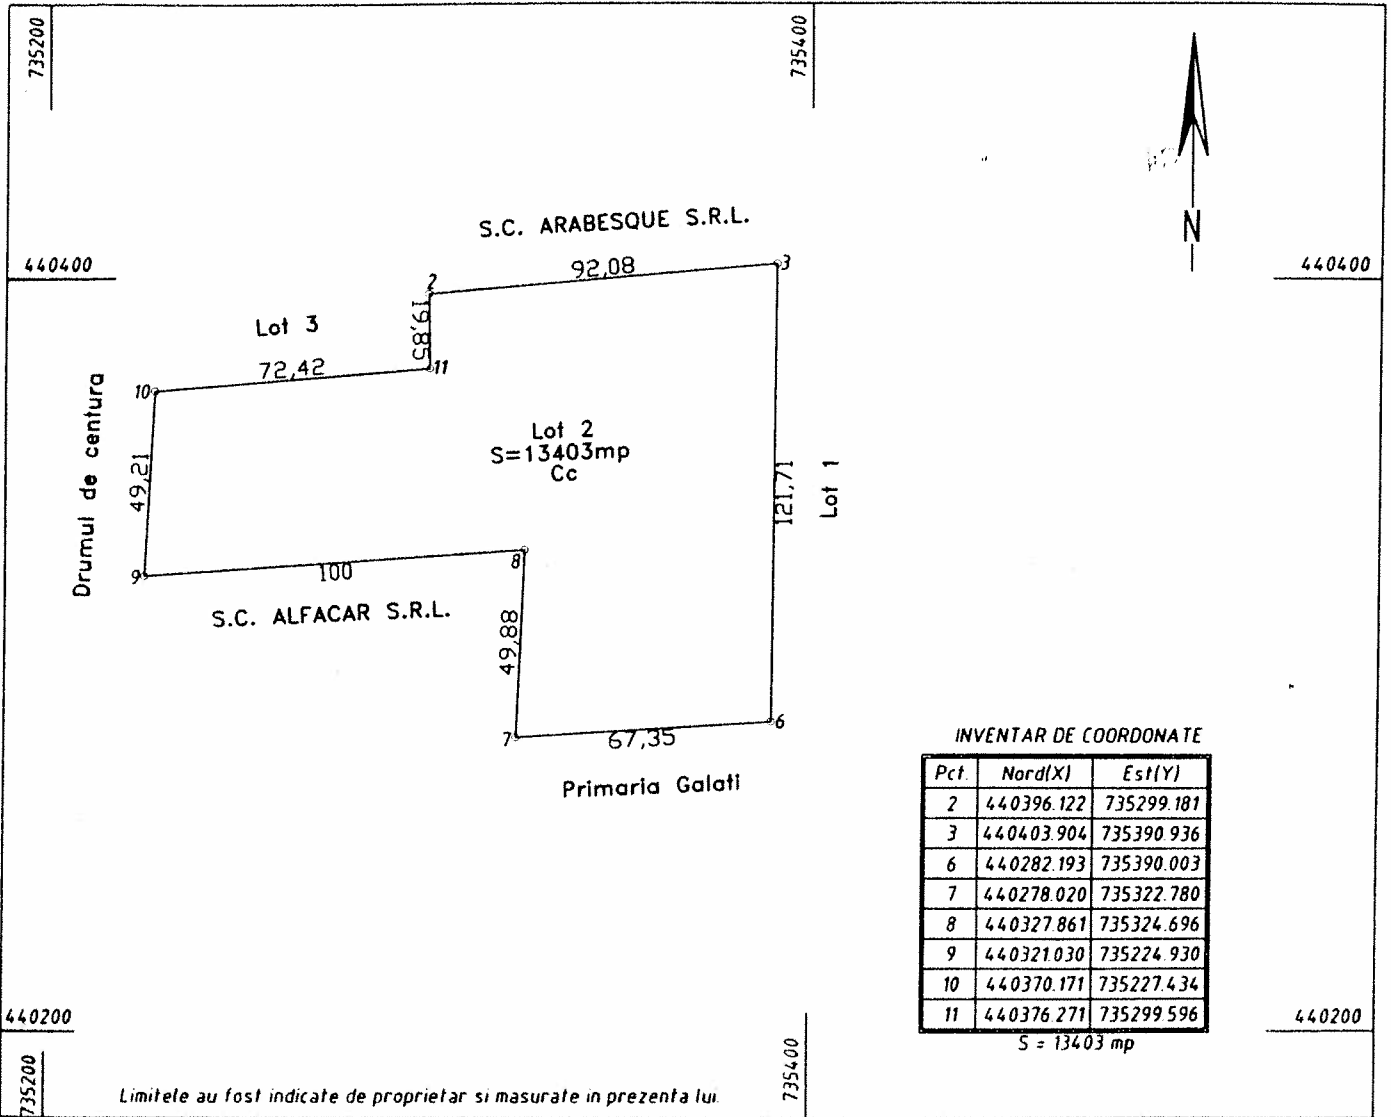 735200
735400
S.C. ARABESQUE S.R.L.
440400
92,08
3
440400
N
2
Lot 3
19,85
72,42
11
10
Drumul de centura
Lot 2
S=13403mp
Cc
49,21
121,71
Lot 1
8
9
100
S.C. ALFACAR S.R.L.
49,88
6
7
67,35
Primaria Galati
INVENTAR DE COORDONATE
Pct. Nord(X) Est(Y)
2 440396.122 735299.181
3 440403.904 735390.936
6 440282.193 735390.003
7 440278.020 735322.780
8 440327.861 735324.696
9 440321.030 735224.930
10 440370.171 735227.434
11 440376.271 735299.596
S = 13403 mp
440200
440200
735200
735400
Limitele au fost indicate de proprietar si masurate in prezenta lui.